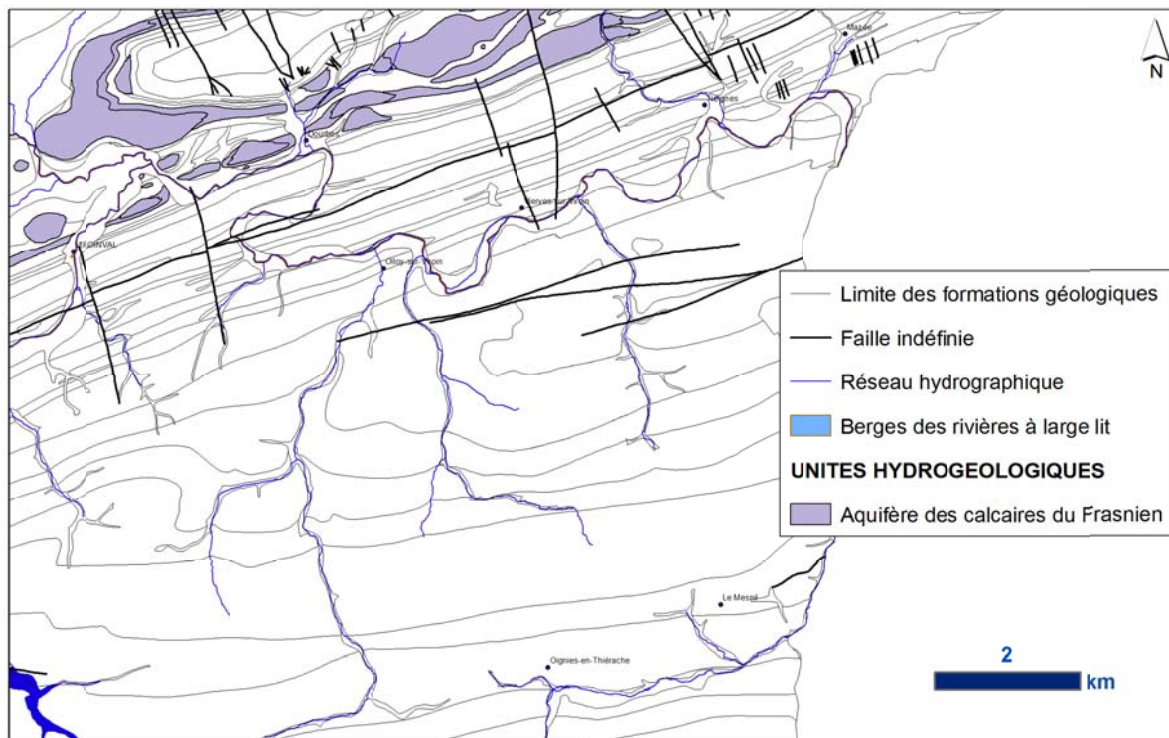 Mazée
N
Oignies-en-Thiérache
Le Mesnil
Limite des formations géologiques
Faille indéfinie
Réseau hydrographique
Berges des rivières à large lit
UNITES HYDROGEOLOGIQUES
Aquifère des calcaires du Frasnien
2
km